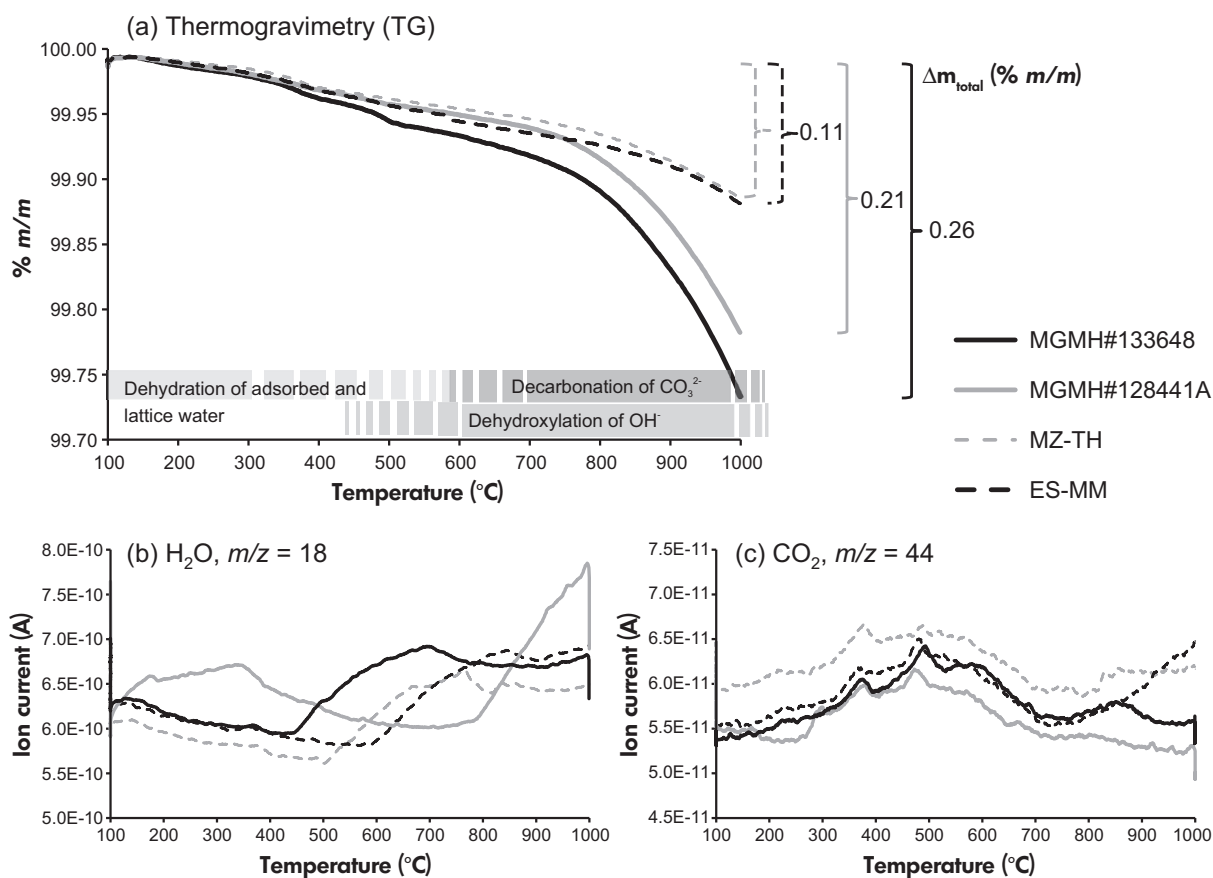 (a) Thermogravimetry (TG)
100.00
99.95
99.90
99.85
99.80
99.75
99.70
% m/m
100 200 300 400 500 600 700 800 900 1000
Temperature (°C)
Dehydration of adsorbed and
lattice water
Decarbonation of CO₃²⁻
Dehydroxylation of OH⁻
Δm_total (% m/m)
0.11
0.21
0.26
MGMH#133648
MGMH#128441A
MZ-TH
ES-MM
(b) H₂O, m/z = 18
8.0E-10
7.5E-10
7.0E-10
6.5E-10
6.0E-10
5.5E-10
5.0E-10
Ion current (A)
100 200 300 400 500 600 700 800 900 1000
Temperature (°C)
(c) CO₂, m/z = 44
7.5E-11
7.0E-11
6.5E-11
6.0E-11
5.5E-11
5.0E-11
4.5E-11
Ion current (A)
100 200 300 400 500 600 700 800 900 1000
Temperature (°C)